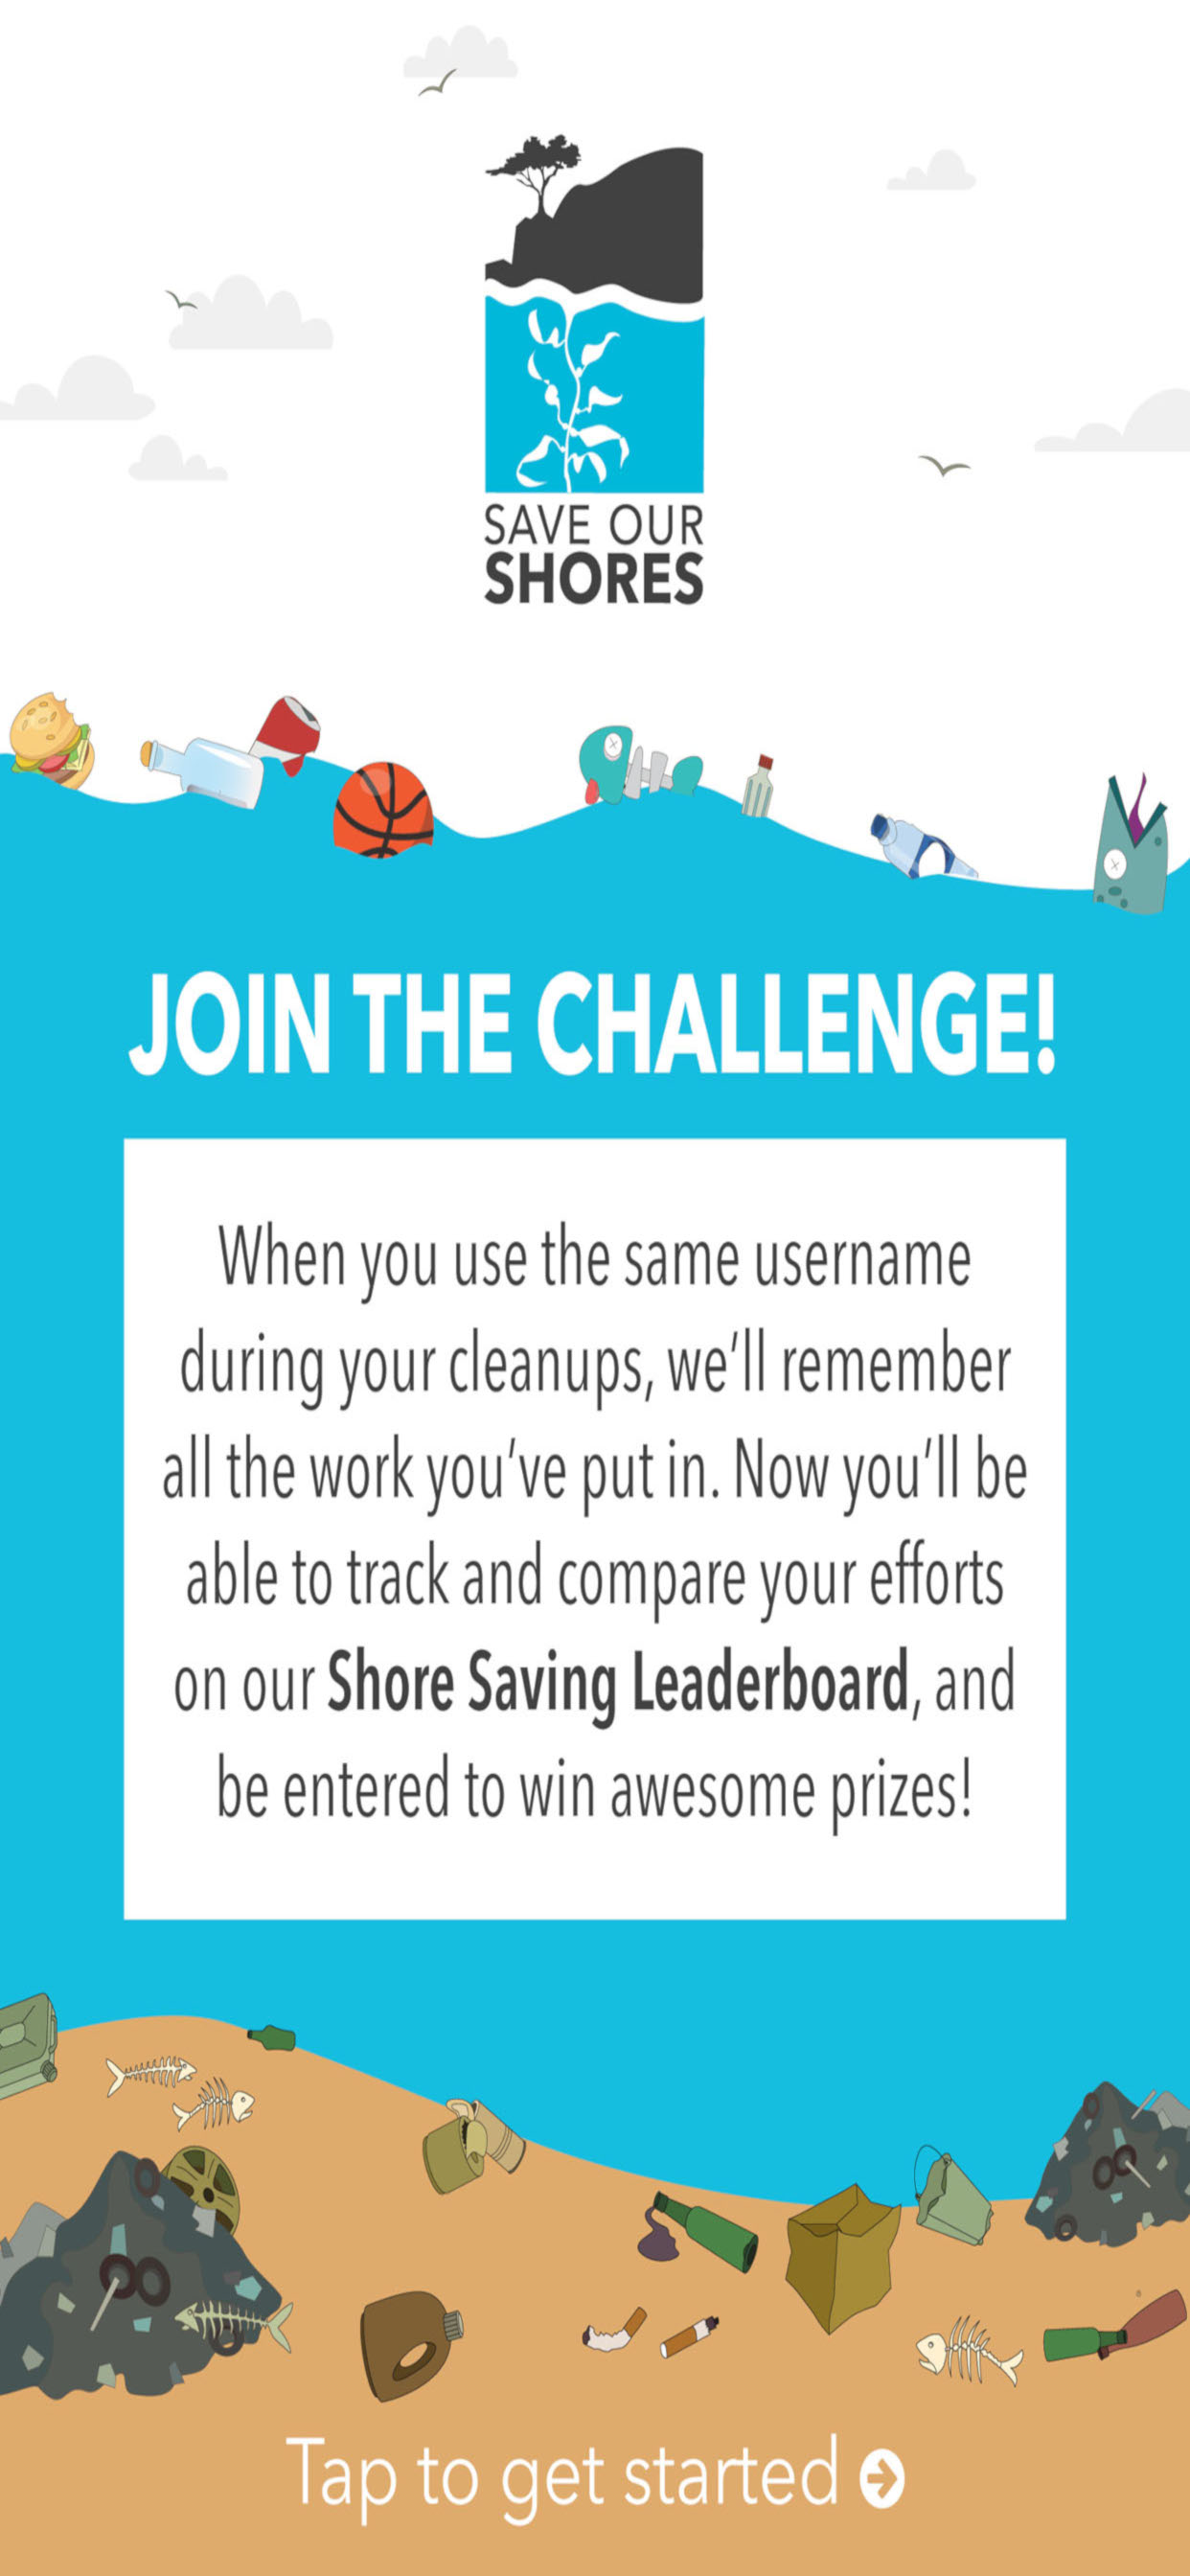 SAVE OUR
SHORES
JOIN THE CHALLENGE!
When you use the same username
during your cleanups, we'll remember
all the work you've put in. Now you'll be
able to track and compare your efforts
on our Shore Saving Leaderboard, and
be entered to win awesome prizes!
Tap to get started